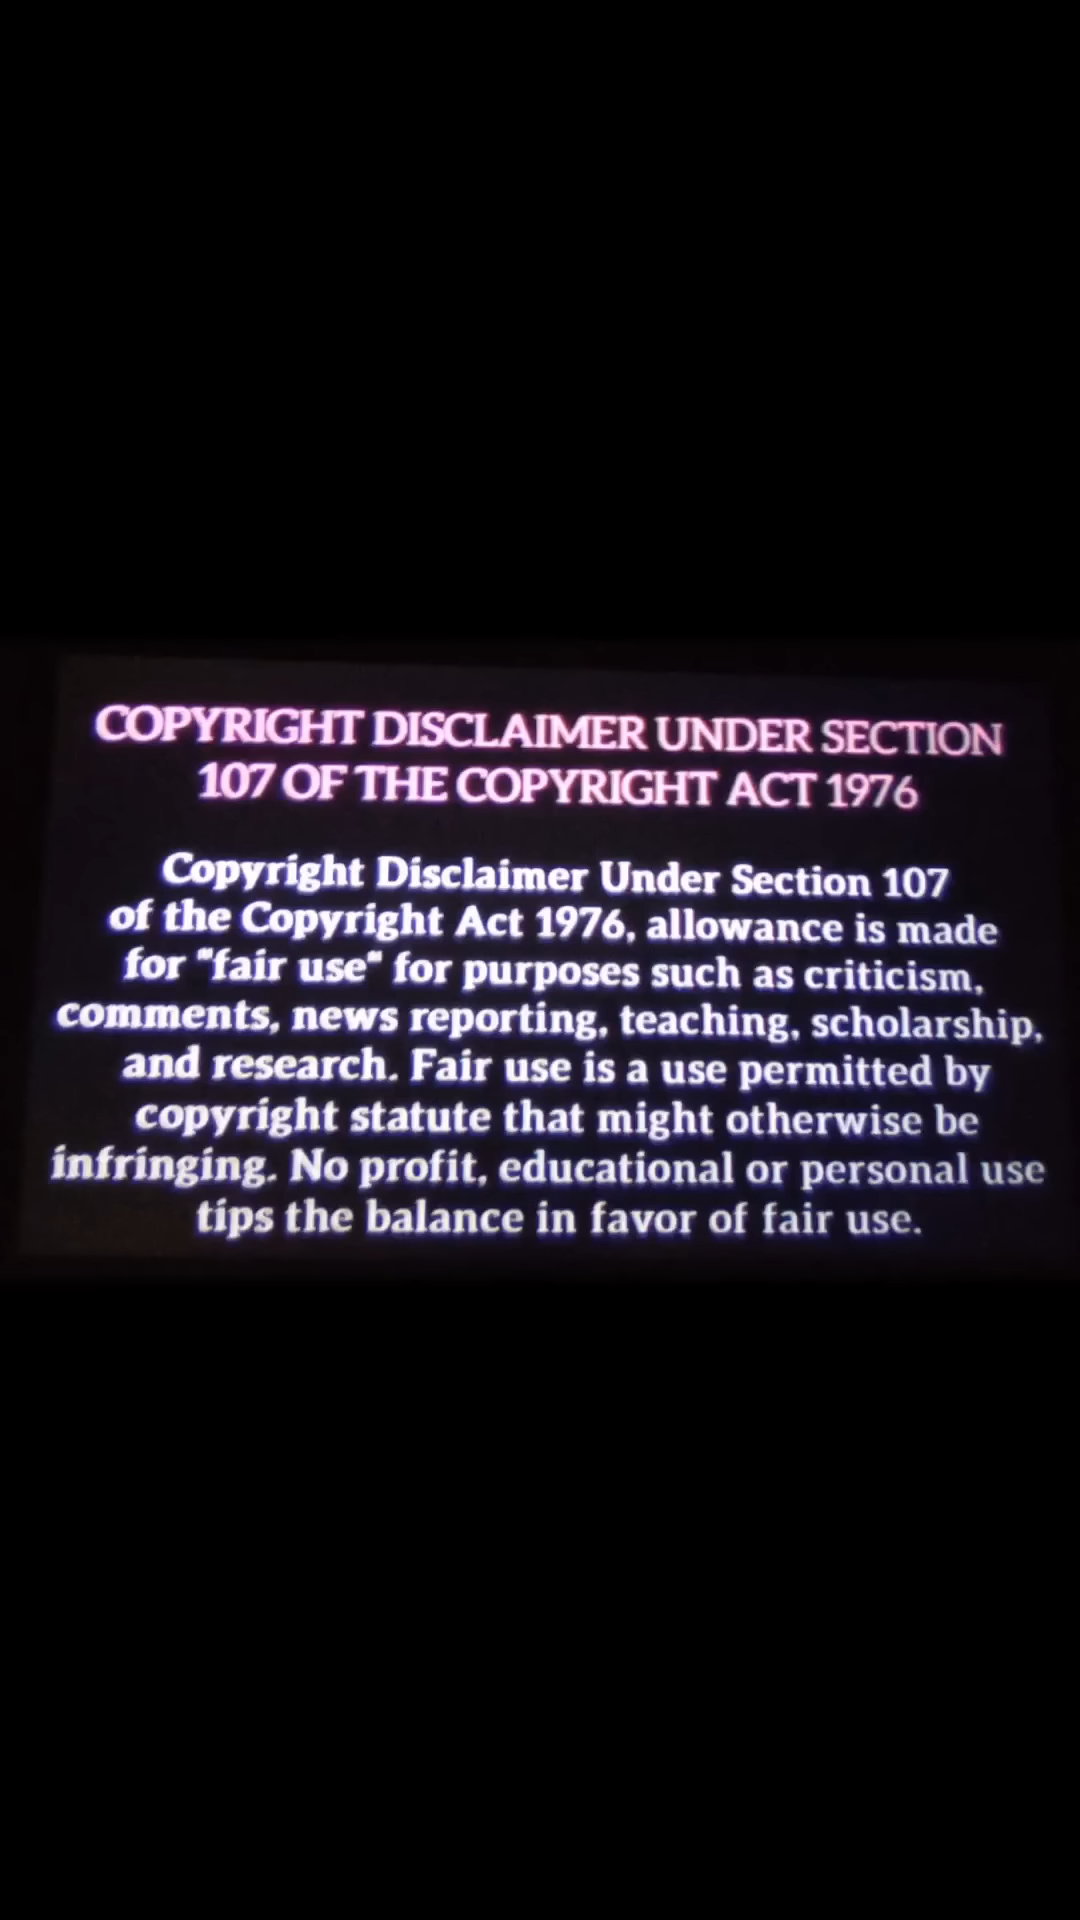 COPYRIGHT DISCLAIMER UNDER SECTION
107 OF THE COPYRIGHT ACT 1976
Copyright Disclaimer Under Section 107
of the Copyright Act 1976, allowance is made
for "fair use" for purposes such as criticism,
comments, news reporting, teaching, scholarship,
and research. Fair use is a use permitted by
copyright statute that might otherwise be
infringing. No profit, educational or personal use
tips the balance in favor of fair use.